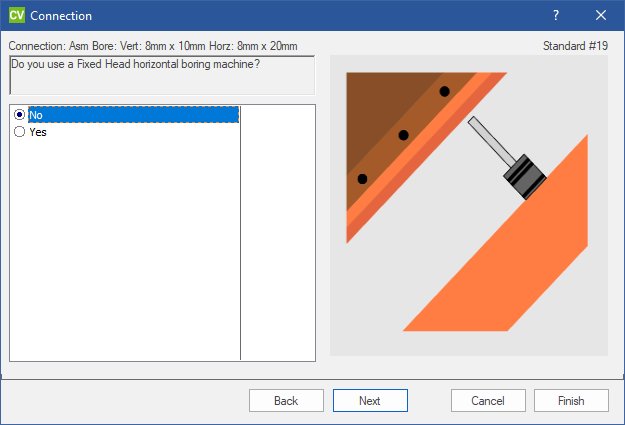 CV Connection
Connection: Asm Bore: Vert: 8mm x 10mm Horz: 8mm x 20mm Standard #19
Do you use a Fixed Head horizontal boring machine?
No
Yes
Back Next Cancel Finish